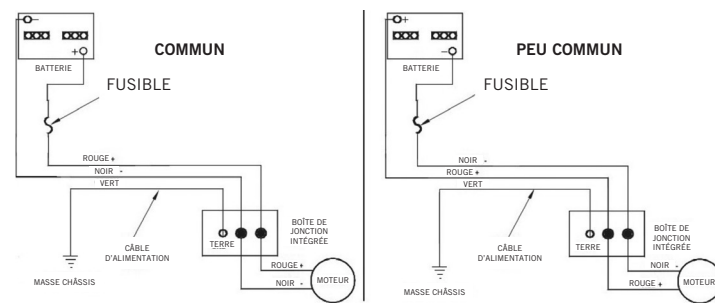 COMMUN
−
+
BATTERIE
FUSIBLE
ROUGE +
NOIR -
VERT
TERRE
BOÎTE DE
JONCTION
INTÉGRÉE
CÂBLE
D'ALIMENTATION
MASSE CHÂSSIS
ROUGE +
NOIR -
MOTEUR
PEU COMMUN
+
−
BATTERIE
FUSIBLE
NOIR -
ROUGE +
VERT
TERRE
BOÎTE DE
JONCTION
INTÉGRÉE
CÂBLE
D'ALIMENTATION
MASSE CHÂSSIS
NOIR -
ROUGE +
MOTEUR